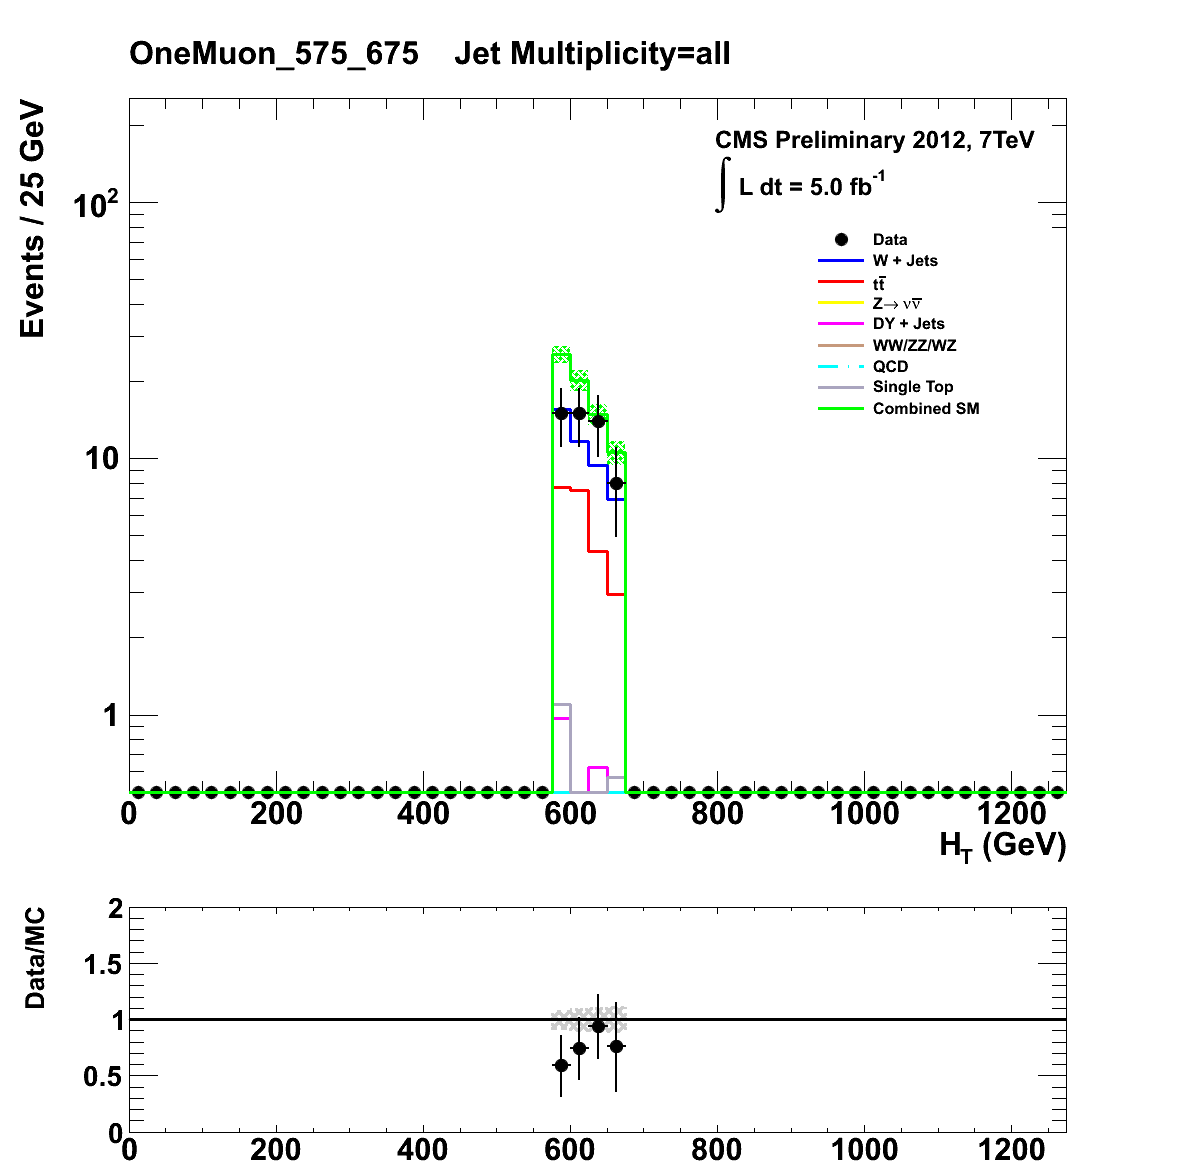 OneMuon_575_675 Jet Multiplicity=all
Events / 25 GeV
CMS Preliminary 2012, 7TeV
∫ L dt = 5.0 fb⁻¹
Data
W + Jets
tt̅
Z→ νν̅
DY + Jets
WW/ZZ/WZ
QCD
Single Top
Combined SM
10²
10
1
0 200 400 600 800 1000 1200
H_T (GeV)
Data/MC
2
1.5
1
0.5
0
0 200 400 600 800 1000 1200